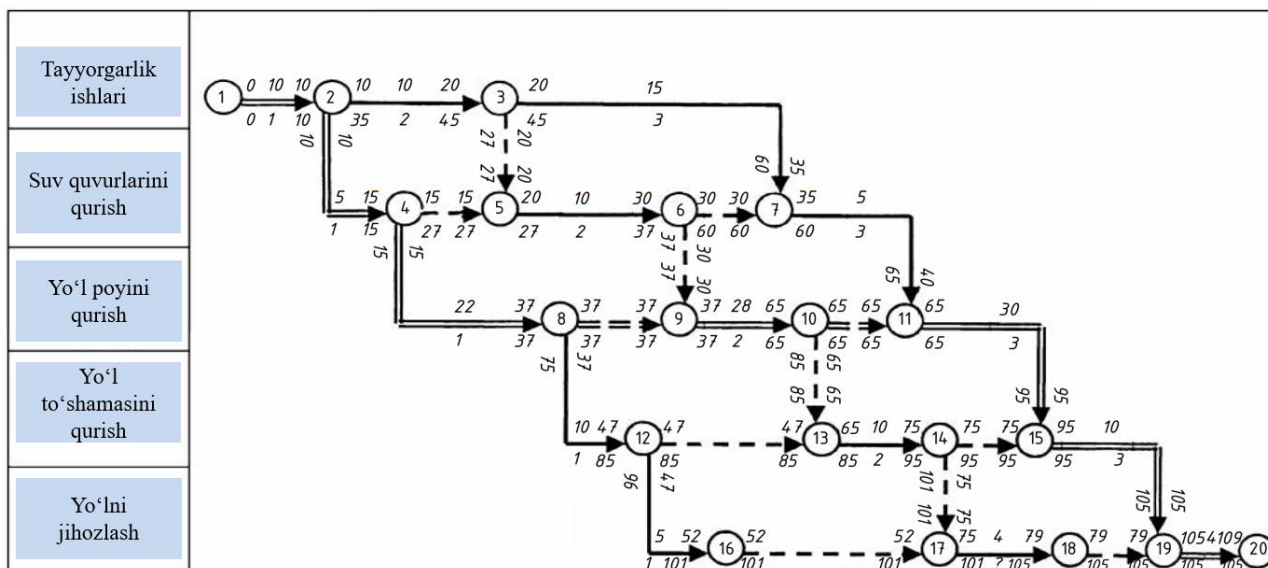 Tayyorgarlik
ishlari
Suv quvurlarini
qurish
Yo‘l poyini
qurish
Yo‘l
to‘shamasini
qurish
Yo‘lni
jihozlash
0 10 10 10 10 20 20 15
1 2 3
0 1 10 35 2 45 45 3
10 10 27 20 27 20 60 35
5 15 15 15 20 10 30 30 30 35 5
4 5 6 7
1 15 27 27 27 2 37 60 60 60 3
15 15 37 30 37 30 65 40
22 37 37 37 37 28 65 65 65 30
8 9 10 11
1 37 37 37 37 2 65 65 65 65 3
75 37 85 65 85 65 95 95
10 47 47 47 65 10 75 75 75 95 10
12 13 14 15
1 85 85 85 85 2 95 95 95 95 3
96 47 101 75 101 75 105 105
5 52 52 52 75 4 79 79 79 105 4 109
16 17 18 19 20
1 101 101 101 101 ? 105 105 105 105 105